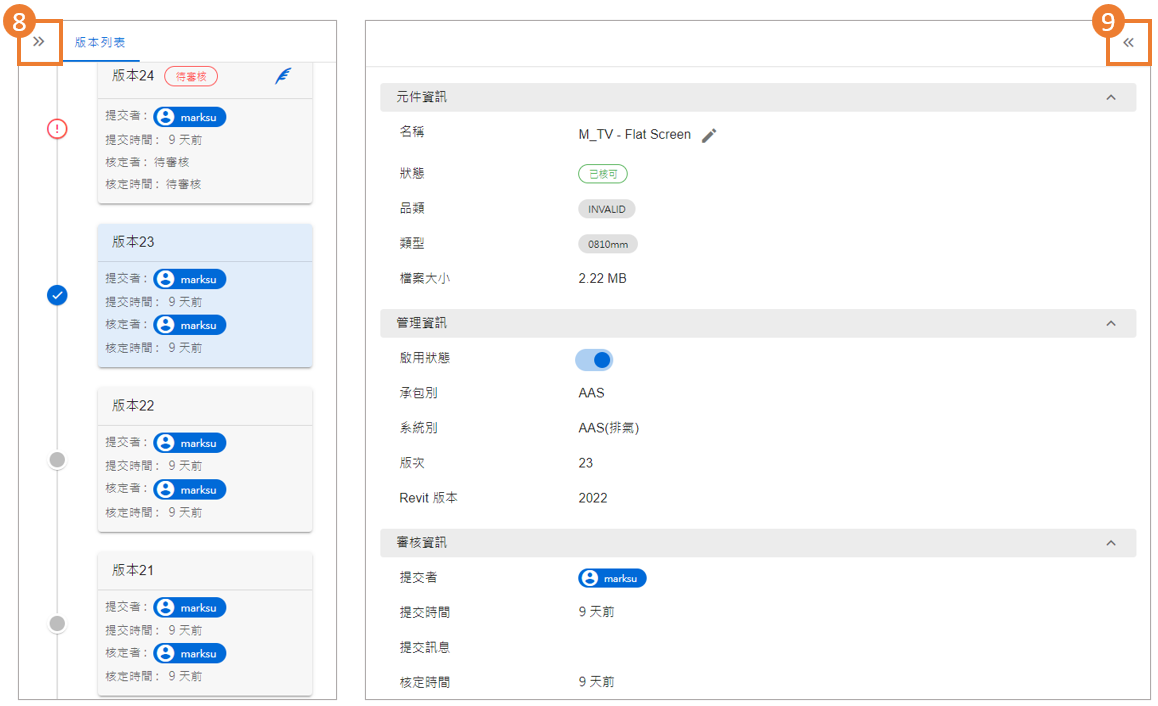 8
»
版本列表
版本24 待審核
提交者： marksu
提交時間： 9 天前
核定者： 待審核
核定時間： 待審核
版本23
提交者： marksu
提交時間： 9 天前
核定者： marksu
核定時間： 9 天前
版本22
提交者： marksu
提交時間： 9 天前
核定者： marksu
核定時間： 9 天前
版本21
提交者： marksu
提交時間： 9 天前
核定者： marksu
核定時間： 9 天前
9
«
元件資訊
名稱 M_TV - Flat Screen
狀態 已核可
品類 INVALID
類型 0810mm
檔案大小 2.22 MB
管理資訊
啟用狀態
承包別 AAS
系統別 AAS(排氣)
版次 23
Revit 版本 2022
審核資訊
提交者 marksu
提交時間 9 天前
提交訊息
核定時間 9 天前